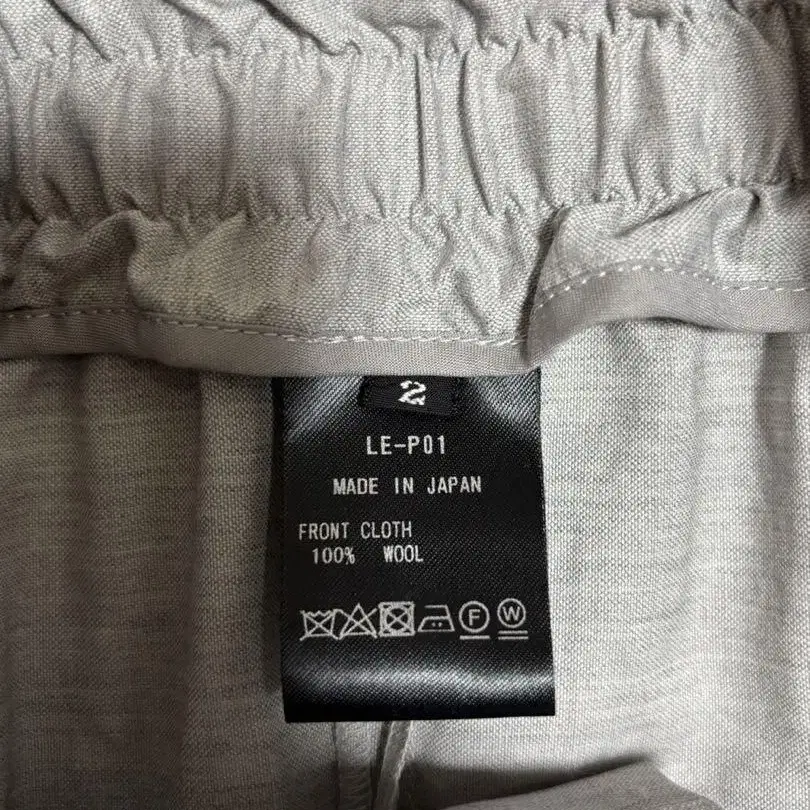 2
LE-P01
MADE IN JAPAN
FRONT CLOTH
100% WOOL
F W